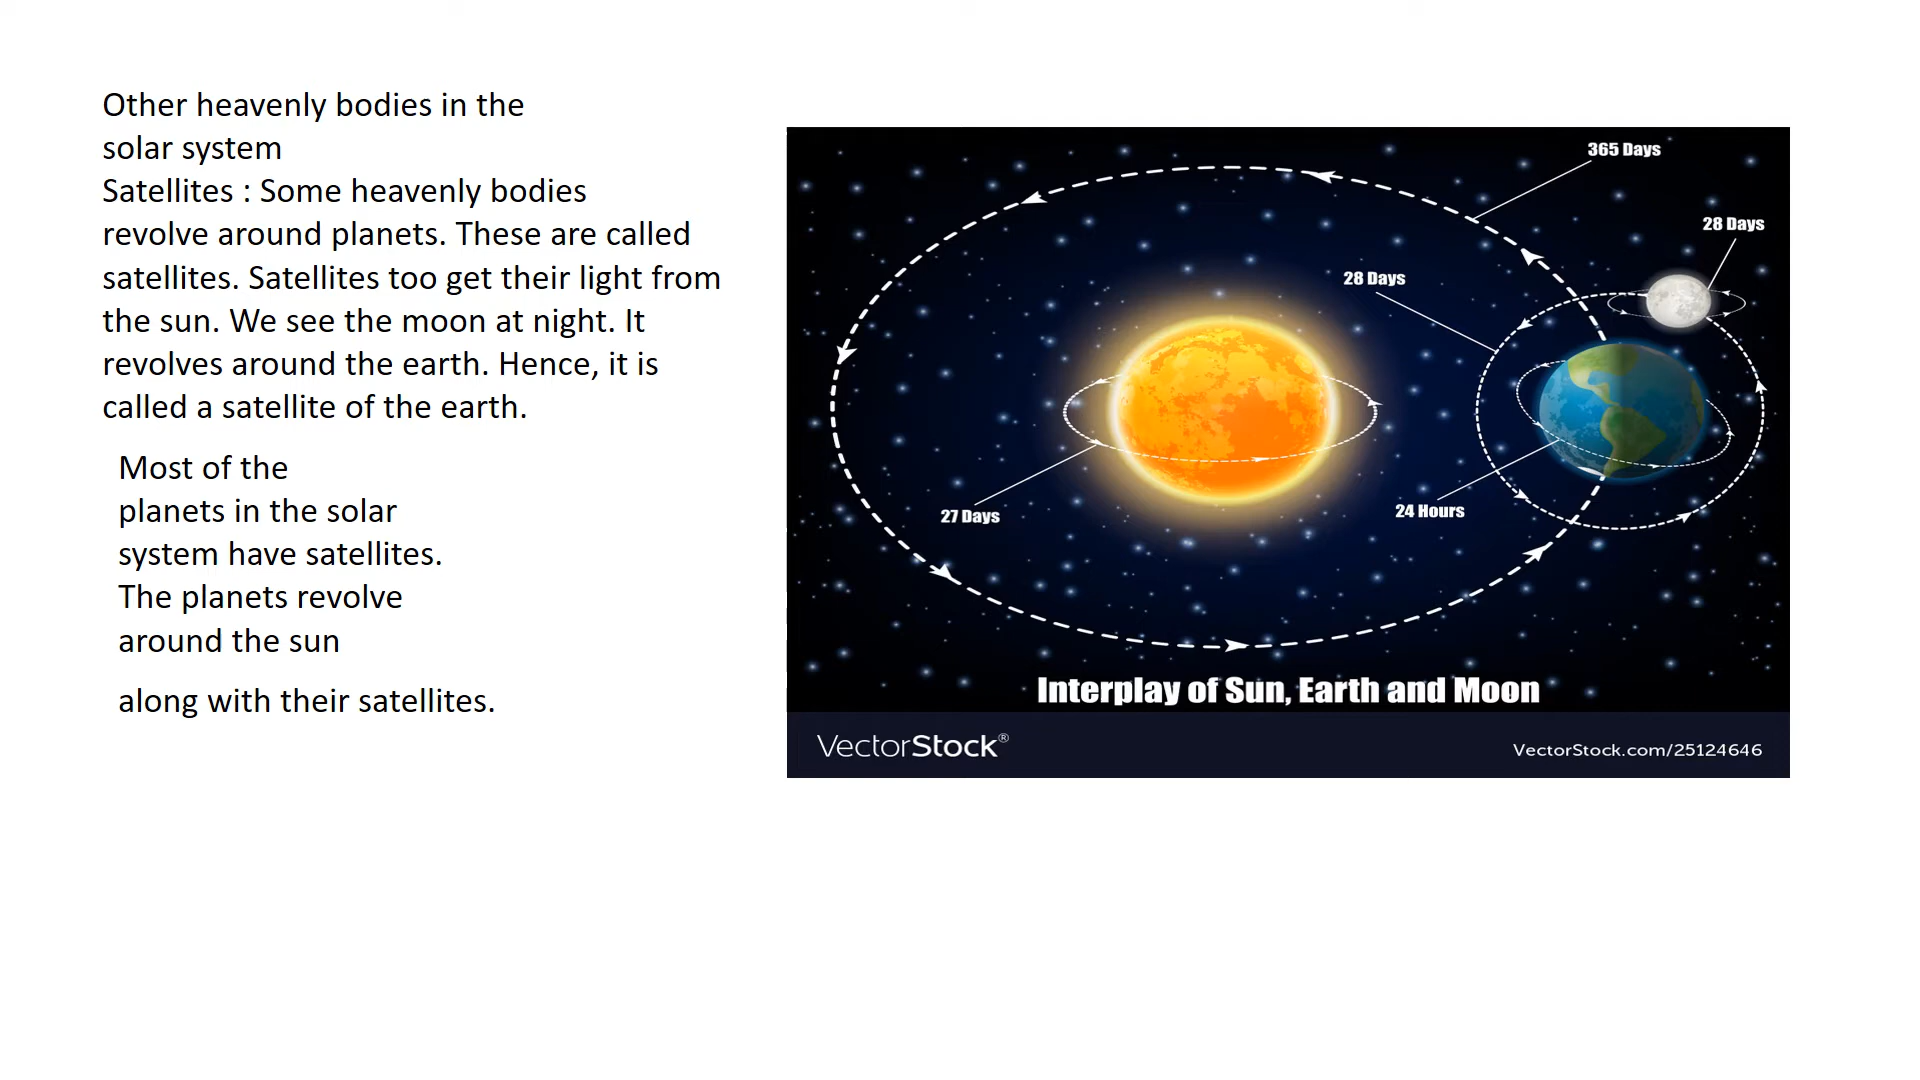 Other heavenly bodies in the
solar system
Satellites : Some heavenly bodies
revolve around planets. These are called
satellites. Satellites too get their light from
the sun. We see the moon at night. It
revolves around the earth. Hence, it is
called a satellite of the earth.
Most of the
planets in the solar
system have satellites.
The planets revolve
around the sun
along with their satellites.
365 Days
28 Days
28 Days
27 Days
24 Hours
Interplay of Sun, Earth and Moon
VectorStock®
VectorStock.com/25124646